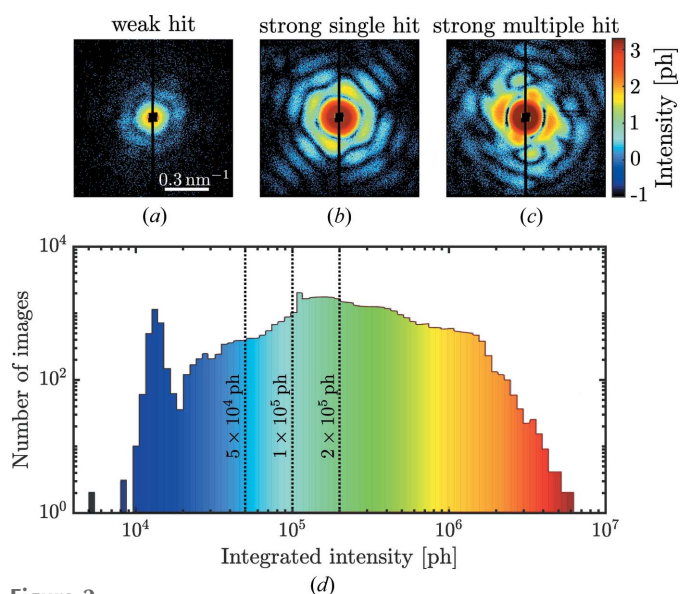 weak hit
strong single hit
strong multiple hit
0.3 nm⁻¹
3
2
1
0
-1
Intensity [ph]
(a)
(b)
(c)
10⁴
10²
10⁰
Number of images
5 × 10⁴ ph
1 × 10⁵ ph
2 × 10⁵ ph
10⁴
10⁵
10⁶
10⁷
Integrated intensity [ph]
(d)